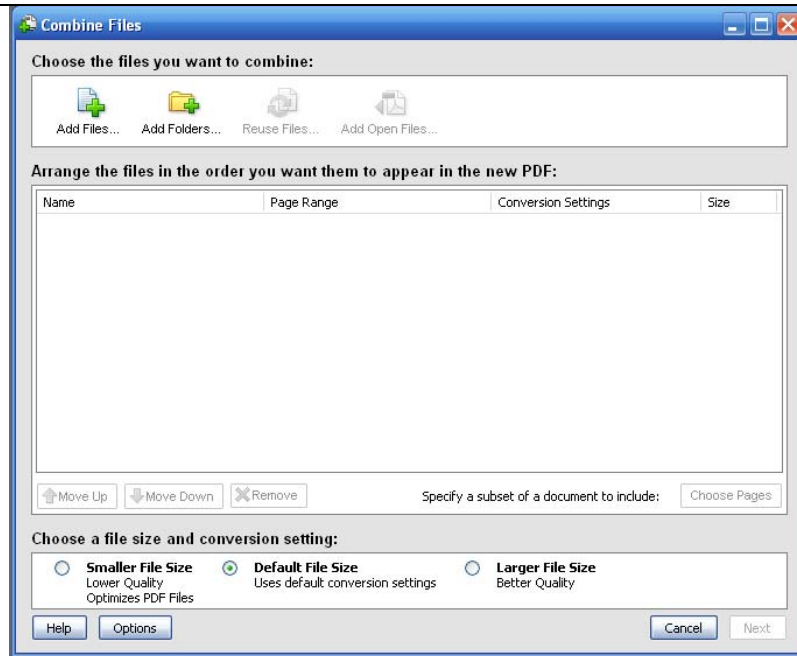 Combine Files
Choose the files you want to combine:
Add Files... Add Folders... Reuse Files... Add Open Files...
Arrange the files in the order you want them to appear in the new PDF:
Name Page Range Conversion Settings Size
Move Up Move Down Remove Specify a subset of a document to include: Choose Pages
Choose a file size and conversion setting:
Smaller File Size Default File Size Larger File Size
Lower Quality Uses default conversion settings Better Quality
Optimizes PDF Files
Help Options Cancel Next